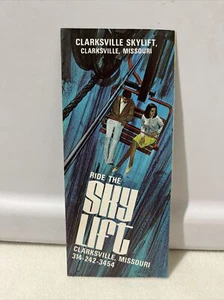 CLARKSVILLE SKYLIFT,
CLARKSVILLE, MISSOURI
RIDE THE
SKY
LIFT
CLARKSVILLE, MISSOURI
314-242-3454